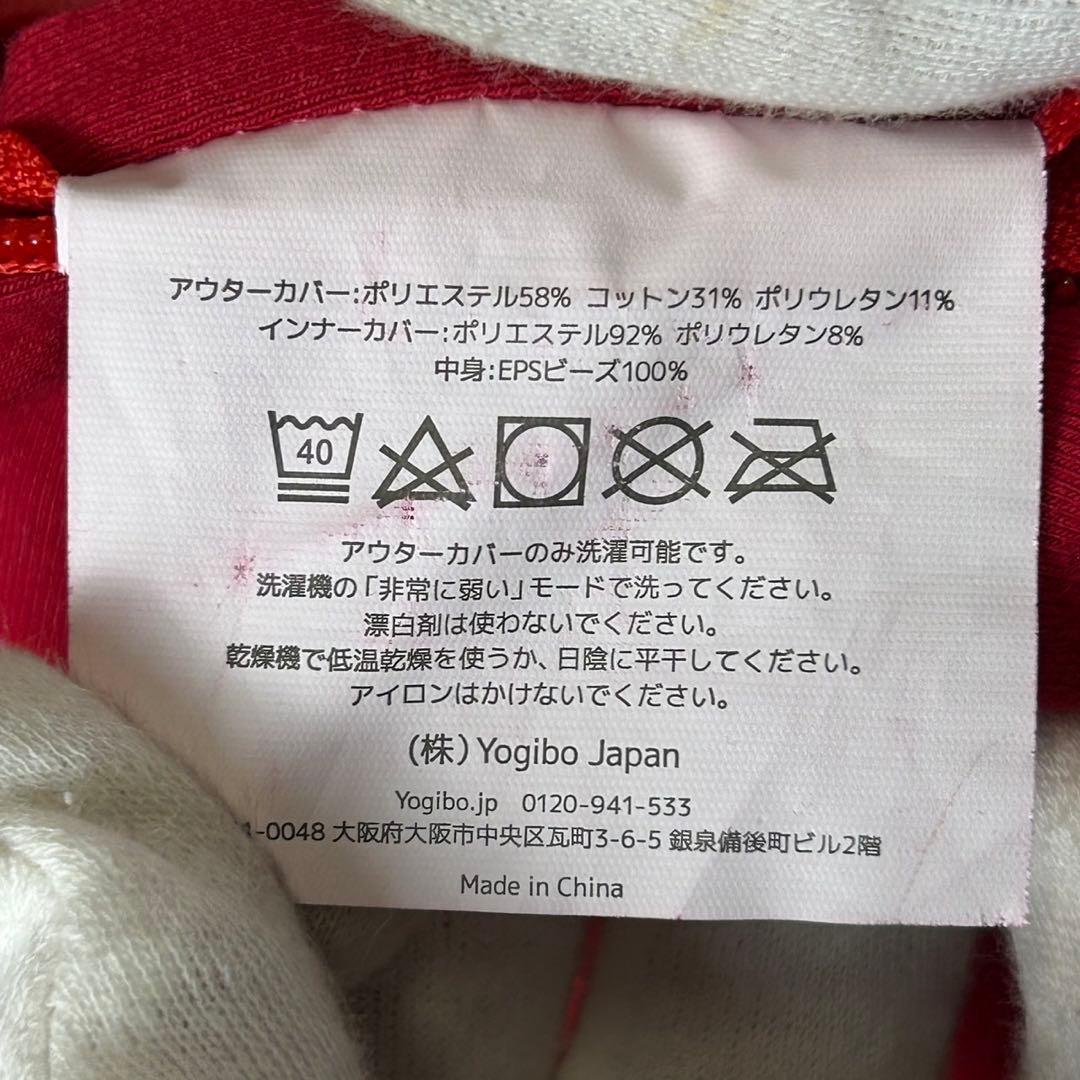 アウターカバー:ポリエステル58% コットン31% ポリウレタン11%
インナーカバー:ポリエステル92% ポリウレタン8%
中身:EPSビーズ100%
40
アウターカバーのみ洗濯可能です。
洗濯機の「非常に弱い」モードで洗ってください。
漂白剤は使わないでください。
乾燥機で低温乾燥を使うか、日陰に平干してください。
アイロンはかけないでください。
(株)Yogibo Japan
Yogibo.jp 0120-941-533
-0048 大阪府大阪市中央区瓦町3-6-5 銀泉備後町ビル2階
Made in China